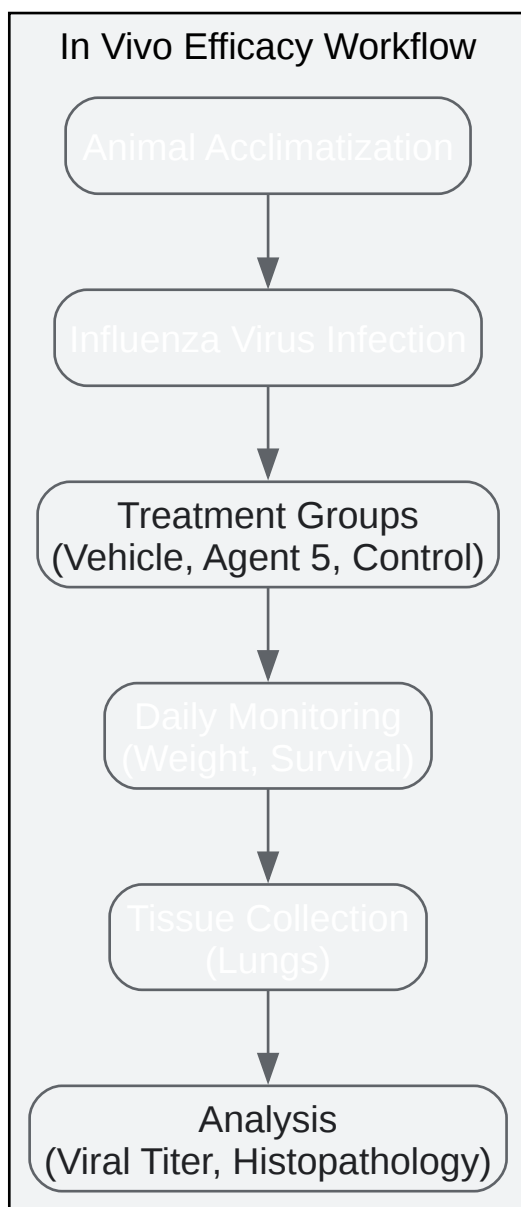 In Vivo Efficacy Workflow
Animal Acclimatization
Influenza Virus Infection
Treatment Groups
(Vehicle, Agent 5, Control)
Daily Monitoring
(Weight, Survival)
Tissue Collection
(Lungs)
Analysis
(Viral Titer, Histopathology)